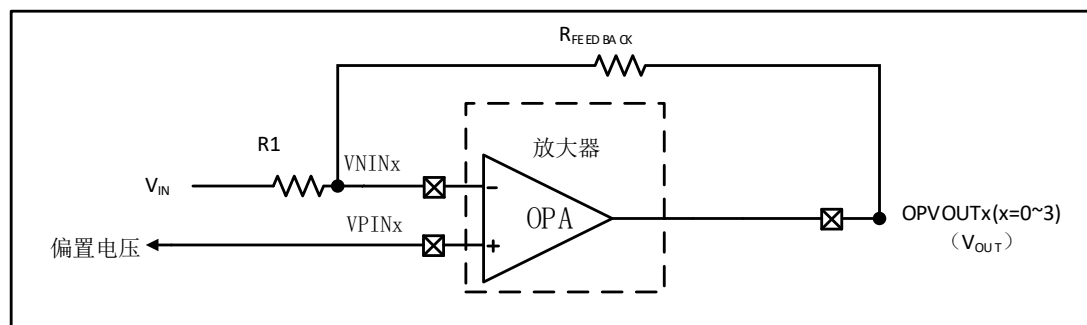 RFEEDBACK
R1
VNINx
放大器
VIN
-
OPA
VPINx
+
偏置电压
OPVOUTx(x=0~3)
（VOUT）